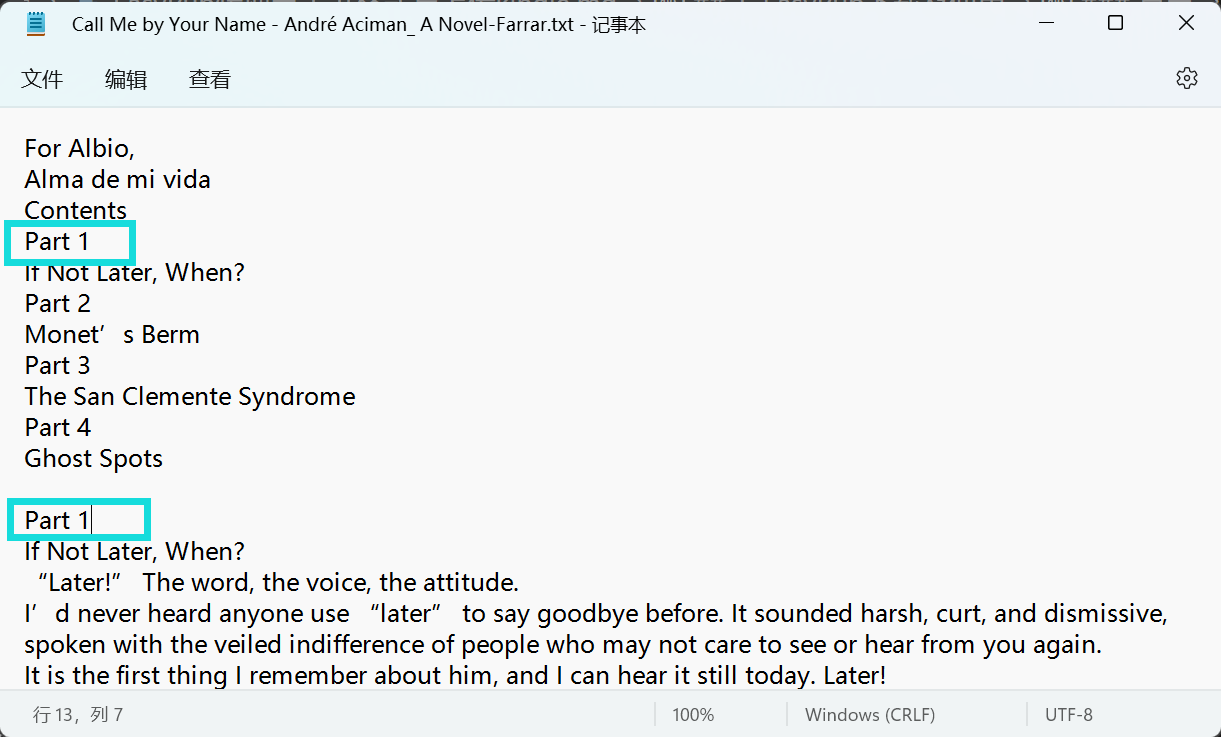 Call Me by Your Name - André Aciman_ A Novel-Farrar.txt - 记事本
文件 编辑 查看
For Albio,
Alma de mi vida
Contents
Part 1
If Not Later, When?
Part 2
Monet’s Berm
Part 3
The San Clemente Syndrome
Part 4
Ghost Spots
Part 1
If Not Later, When?
“Later!” The word, the voice, the attitude.
I’d never heard anyone use “later” to say goodbye before. It sounded harsh, curt, and dismissive,
spoken with the veiled indifference of people who may not care to see or hear from you again.
It is the first thing I remember about him, and I can hear it still today. Later!
行 13，列 7 100% Windows (CRLF) UTF-8